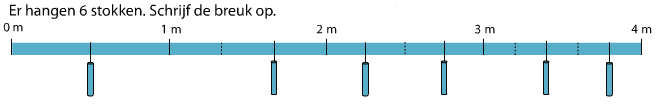 Er hangen 6 stokken. Schrijf de breuk op.
0 m 1 m 2 m 3 m 4 m